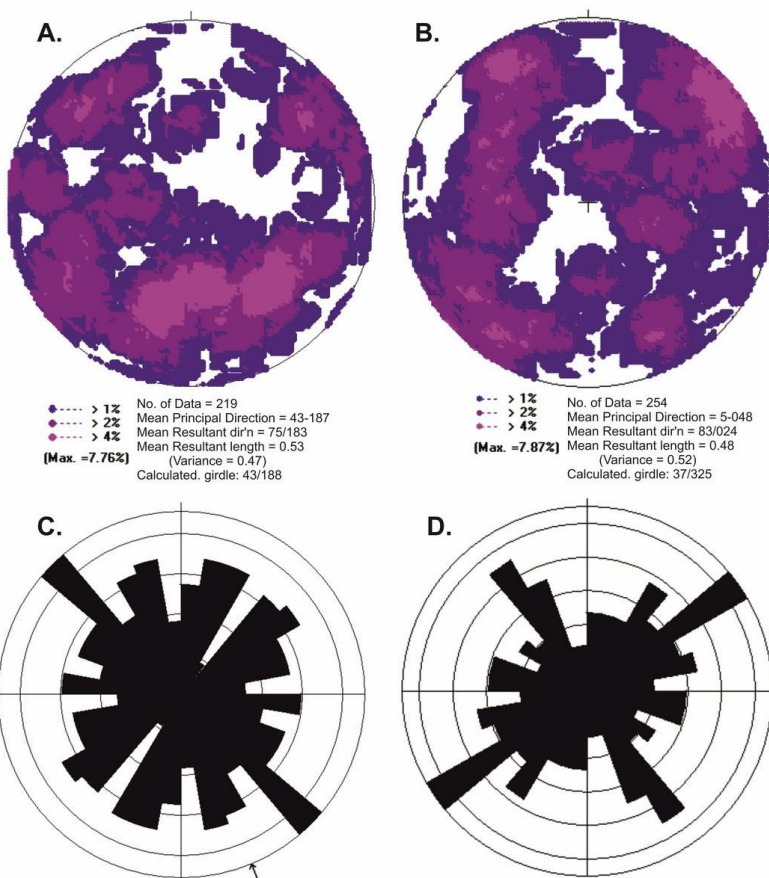 A.
B.
> 1%
> 2%
> 4%
(Max. =7.76%)
No. of Data = 219
Mean Principal Direction = 43-187
Mean Resultant dir'n = 75/183
Mean Resultant length = 0.53
(Variance = 0.47)
Calculated. girdle: 43/188
> 1%
> 2%
> 4%
(Max. =7.87%)
No. of Data = 254
Mean Principal Direction = 5-048
Mean Resultant dir'n = 83/024
Mean Resultant length = 0.48
(Variance = 0.52)
Calculated. girdle: 37/325
C.
D.